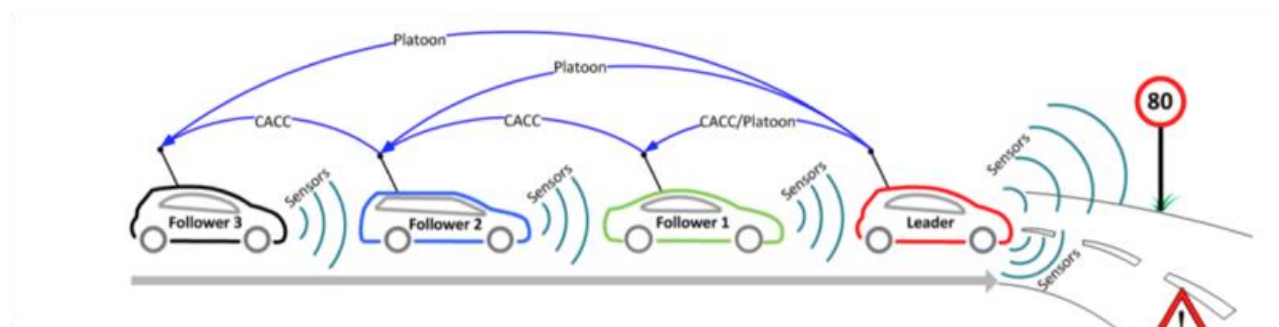 Platoon
Platoon
80
CACC
CACC
CACC/Platoon
Sensors
Sensors
Sensors
Sensors
Follower 3
Follower 2
Follower 1
Leader
Sensors
!